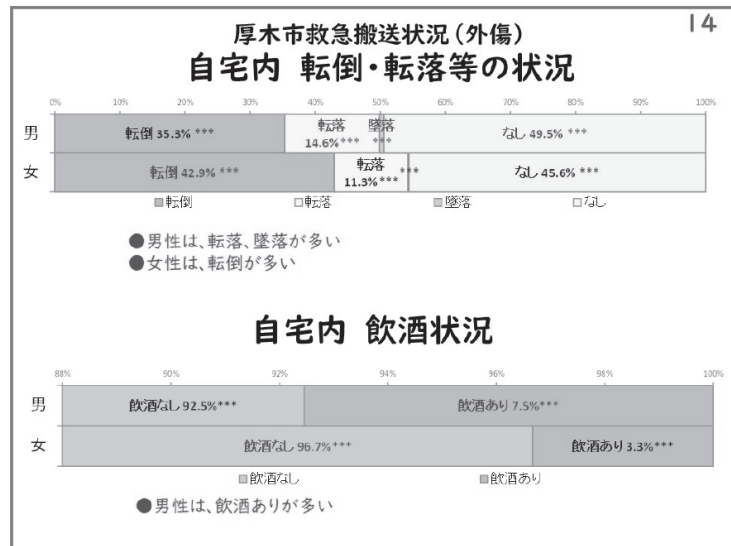 14
厚木市救急搬送状況(外傷)
自宅内 転倒・転落等の状況
0% 10% 20% 30% 40% 50% 60% 70% 80% 90% 100%
男 転倒 35.3% *** 転落 14.6%*** 墜落 *** なし 49.5% ***
女 転倒 42.9% *** 転落 11.3%*** *** なし 45.6% ***
転倒 転落 墜落 なし
●男性は、転落、墜落が多い
●女性は、転倒が多い
自宅内 飲酒状況
88% 90% 92% 94% 96% 98% 100%
男 飲酒なし 92.5%*** 飲酒あり 7.5%***
女 飲酒なし 96.7%*** 飲酒あり 3.3%***
飲酒なし 飲酒あり
●男性は、飲酒ありが多い